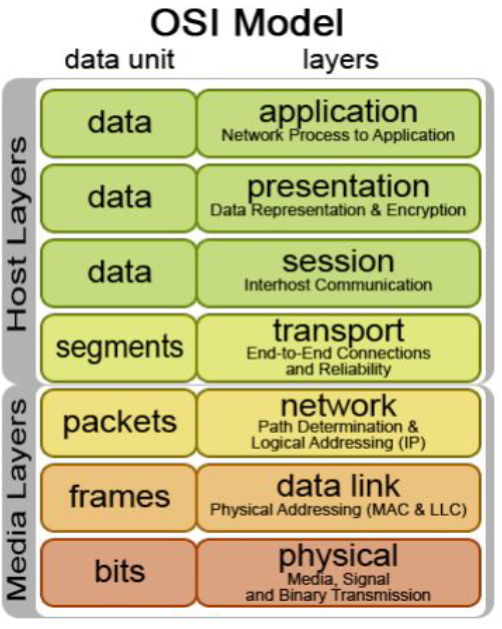 OSI Model
data unit layers
Host Layers
data application
Network Process to Application
data presentation
Data Representation & Encryption
data session
Interhost Communication
segments transport
End-to-End Connections
and Reliability
Media Layers
packets network
Path Determination &
Logical Addressing (IP)
frames data link
Physical Addressing (MAC & LLC)
bits physical
Media, Signal
and Binary Transmission